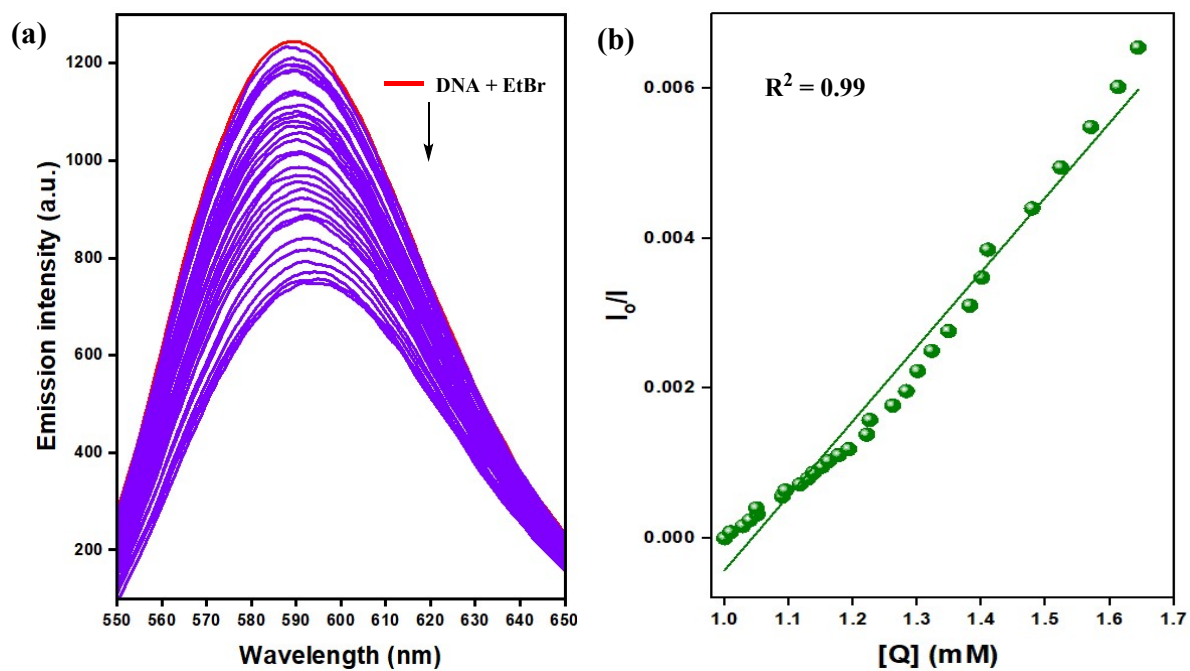 (a)
DNA + EtBr
Emission intensity (a.u.)
1200
1000
800
600
400
200
550 560 570 580 590 600 610 620 630 640 650
Wavelength (nm)
(b)
R² = 0.99
I₀/I
0.006
0.004
0.002
0.000
1.0 1.1 1.2 1.3 1.4 1.5 1.6 1.7
[Q] (mM)